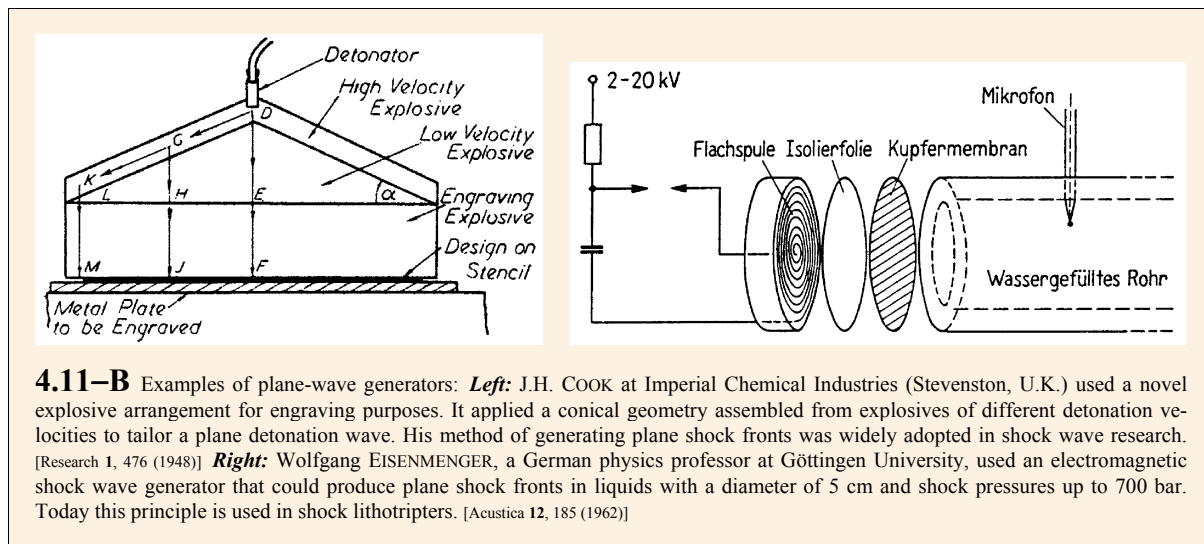 Detonator
High Velocity
Explosive
Low Velocity
Explosive
Engraving
Explosive
Design on
Stencil
D
G
K
L
H
E
α
M
J
F
Metal Plate
to be Engraved
2–20 kV
Mikrofon
Flachspule Isolierfolie Kupfermembran
Wassergefülltes Rohr
4.11–B Examples of plane-wave generators: Left: J.H. COOK at Imperial Chemical Industries (Stevenston, U.K.) used a novel
explosive arrangement for engraving purposes. It applied a conical geometry assembled from explosives of different detonation ve-
locities to tailor a plane detonation wave. His method of generating plane shock fronts was widely adopted in shock wave research.
[Research 1, 476 (1948)] Right: Wolfgang EISENMENGER, a German physics professor at Göttingen University, used an electromagnetic
shock wave generator that could produce plane shock fronts in liquids with a diameter of 5 cm and shock pressures up to 700 bar.
Today this principle is used in shock lithotripters. [Acustica 12, 185 (1962)]